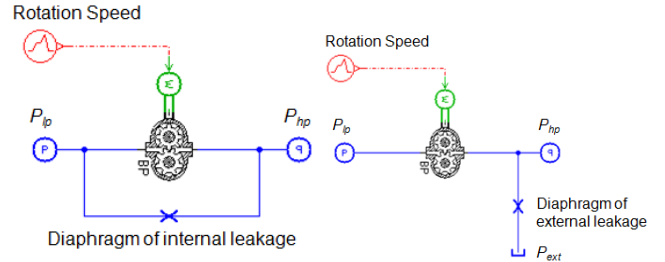 Rotation Speed
P_lp
P_hp
P
P
BP
Diaphragm of internal leakage
Rotation Speed
P_lp
P_hp
P
P
BP
Diaphragm of
external leakage
P_ext